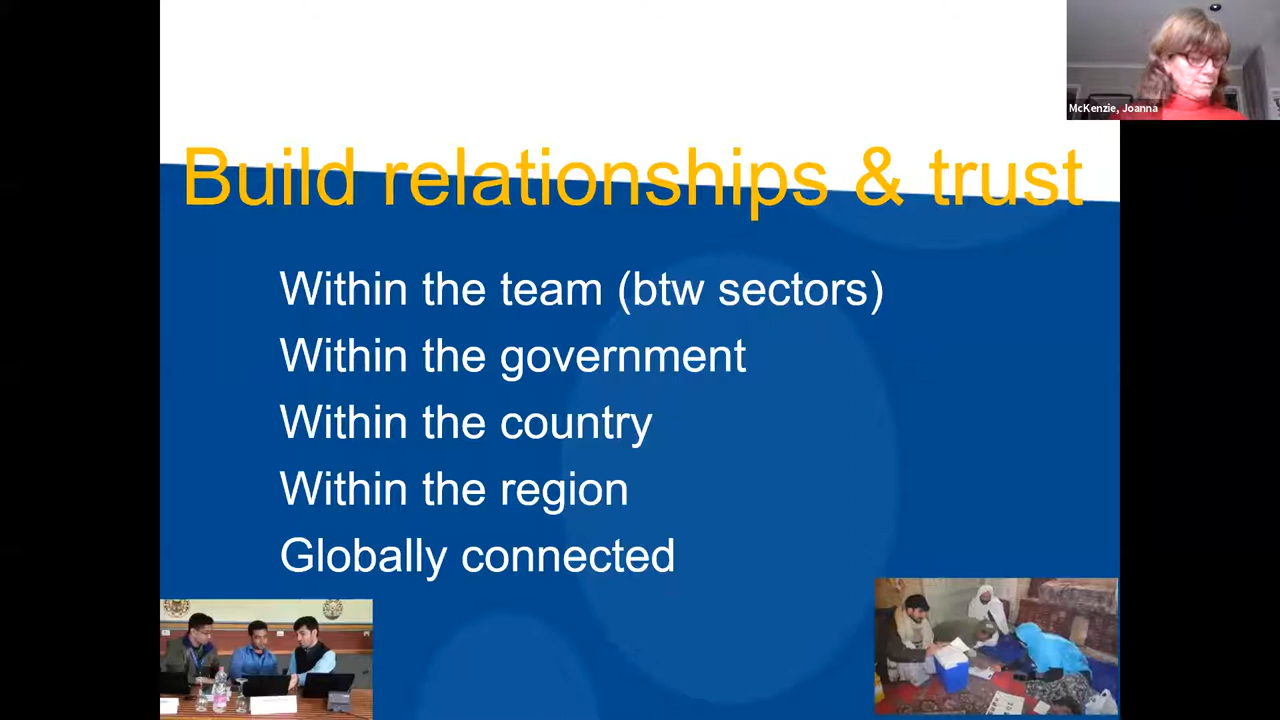 McKenzie, Joanna
Build relationships & trust
Within the team (btw sectors)
Within the government
Within the country
Within the region
Globally connected